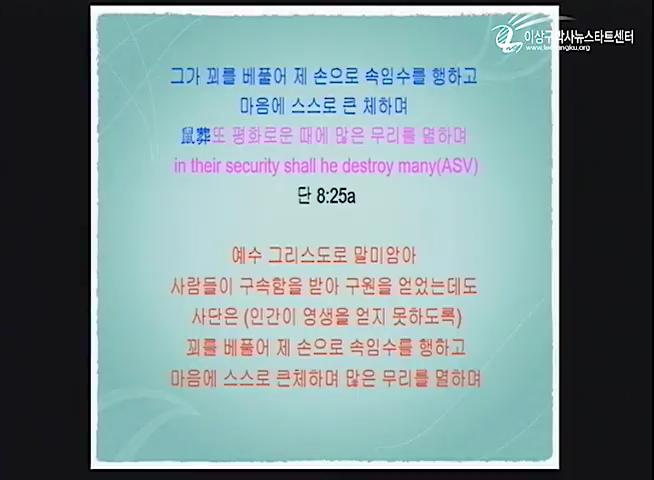 이상구박사뉴스타트센터
www.leesangku.org
그가 꾀를 베풀어 제 손으로 속임수를 행하고
마음에 스스로 큰 체하며
또 평화로운 때에 많은 무리를 멸하며
in their security shall he destroy many(ASV)
단 8:25a
예수 그리스도로 말미암아
사람들이 구속함을 받아 구원을 얻었는데도
사단은 (인간이 영생을 얻지 못하도록)
꾀를 베풀어 제 손으로 속임수를 행하고
마음에 스스로 큰체하며 많은 무리를 멸하며